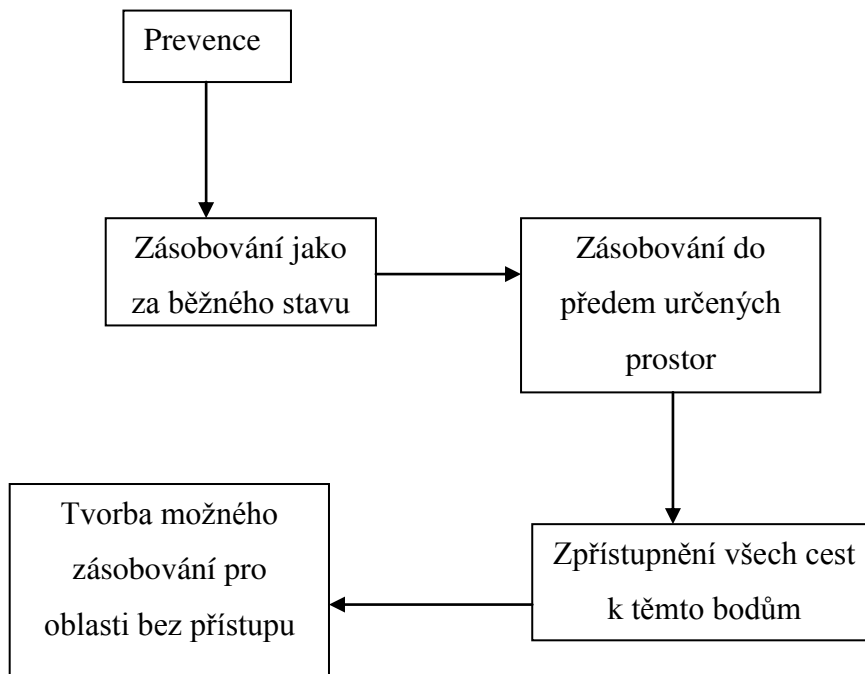 Prevence
Zásobování jako
za běžného stavu
Zásobování do
předem určených
prostor
Zpřístupnění všech cest
k těmto bodům
Tvorba možného
zásobování pro
oblasti bez přístupu